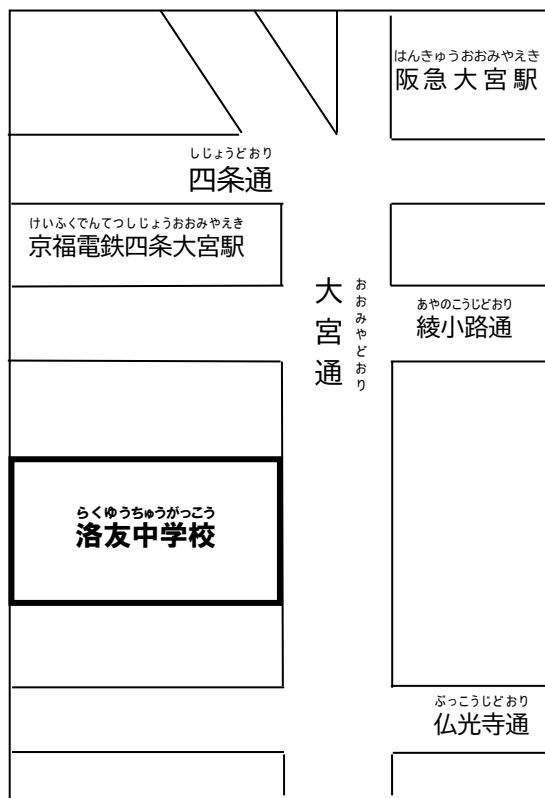 はんきゅうおおみやえき
阪急大宮駅
しじょうどおり
四条通
けいふくでんてつしじょうおおみやえき
京福電鉄四条大宮駅
大宮通
おおみやどおり
あやのこうじどおり
綾小路通
らくゆうちゅうがっこう
洛友中学校
ぶっこうじどおり
仏光寺通